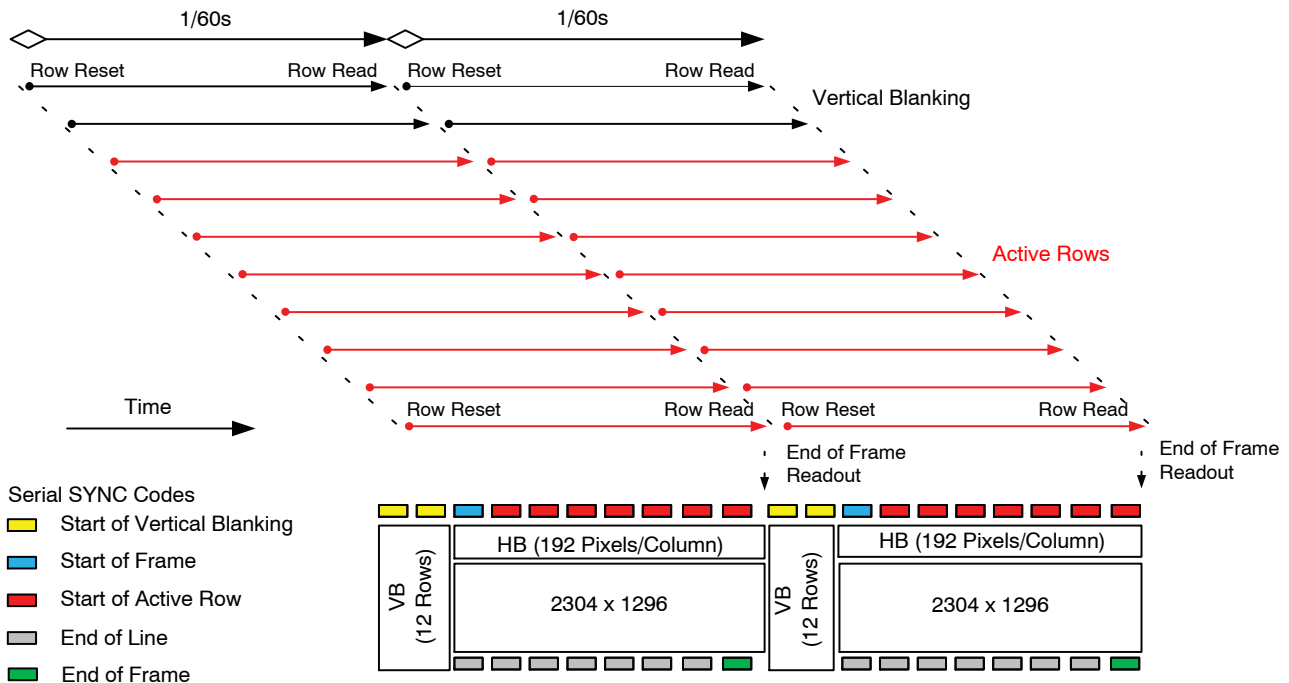 1/60s
1/60s
Row Reset
Row Read
Row Reset
Row Read
Vertical Blanking
Active Rows
Time
Row Reset
Row Read
Row Reset
Row Read
End of Frame
Readout
End of Frame
Readout
Serial SYNC Codes
Start of Vertical Blanking
Start of Frame
Start of Active Row
End of Line
End of Frame
VB
(12 Rows)
HB (192 Pixels/Column)
2304 x 1296
VB
(12 Rows)
HB (192 Pixels/Column)
2304 x 1296